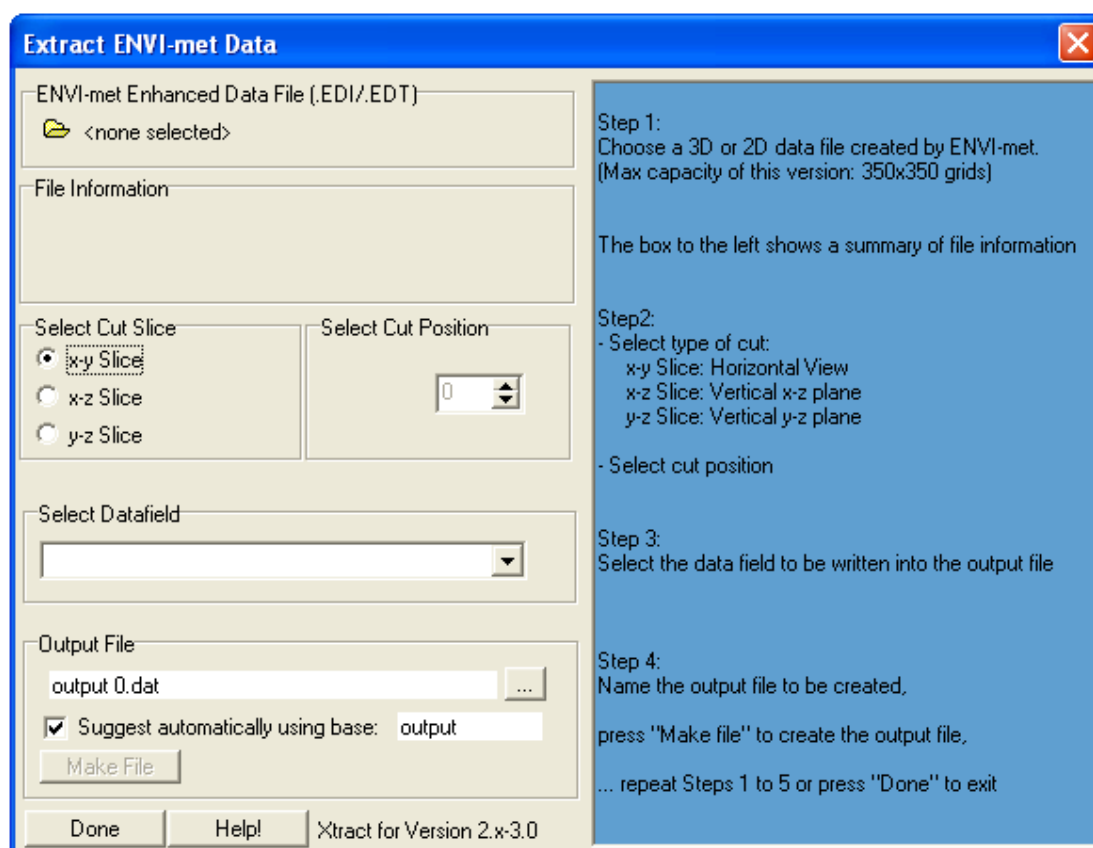 Extract ENVI-met Data
ENVI-met Enhanced Data File (.EDI/.EDT)
<none selected>
File Information
Select Cut Slice
x-y Slice
x-z Slice
y-z Slice
Select Cut Position
0
Select Datafield
Output File
output 0.dat
...
Suggest automatically using base:
output
Make File
Done
Help!
Xtract for Version 2.x-3.0
Step 1:
Choose a 3D or 2D data file created by ENVI-met.
(Max capacity of this version: 350x350 grids)
The box to the left shows a summary of file information
Step2:
- Select type of cut:
x-y Slice: Horizontal View
x-z Slice: Vertical x-z plane
y-z Slice: Vertical y-z plane
- Select cut position
Step 3:
Select the data field to be written into the output file
Step 4:
Name the output file to be created,
press "Make file" to create the output file,
... repeat Steps 1 to 5 or press "Done" to exit